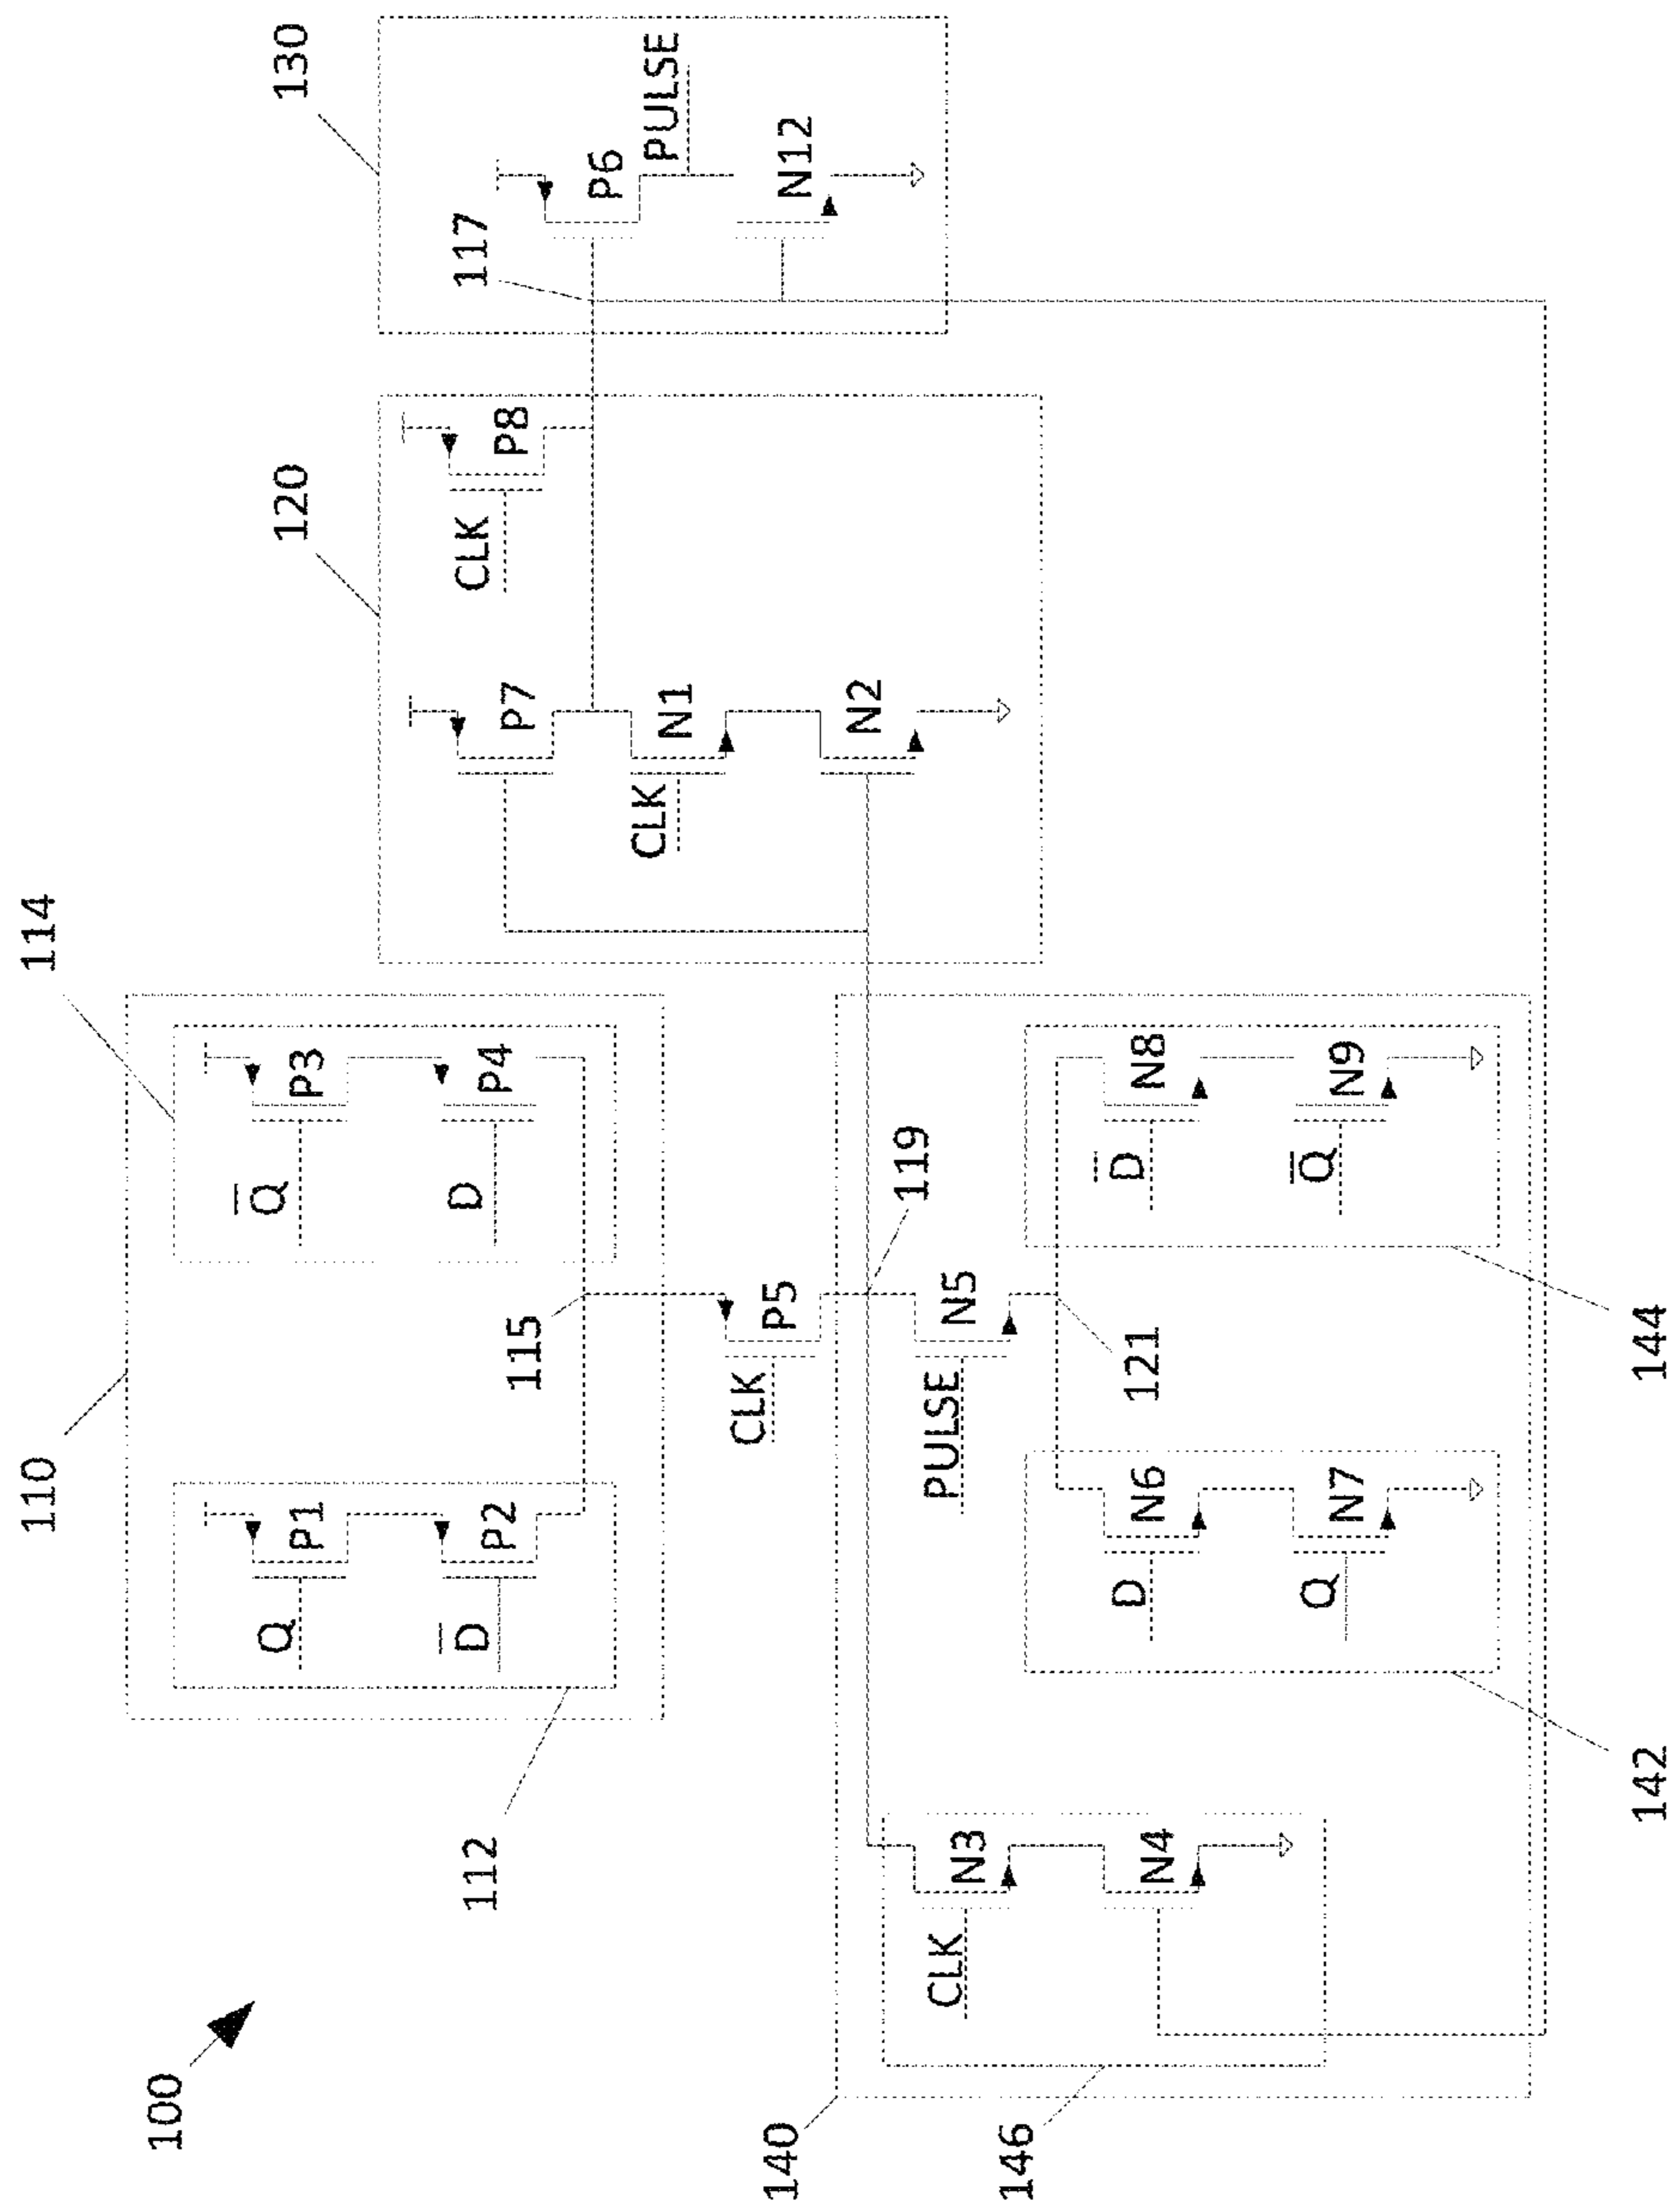 100
110
112
114
Q
P1
D̅
P2
Q̅
P3
D
P4
115
CLK
P5
119
120
P7
CLK
P8
CLK
N1
N2
130
117
P6
PULSE
N12
140
146
CLK
N3
N4
PULSE
N5
121
142
D
N6
Q
N7
144
D̅
N8
Q̅
N9